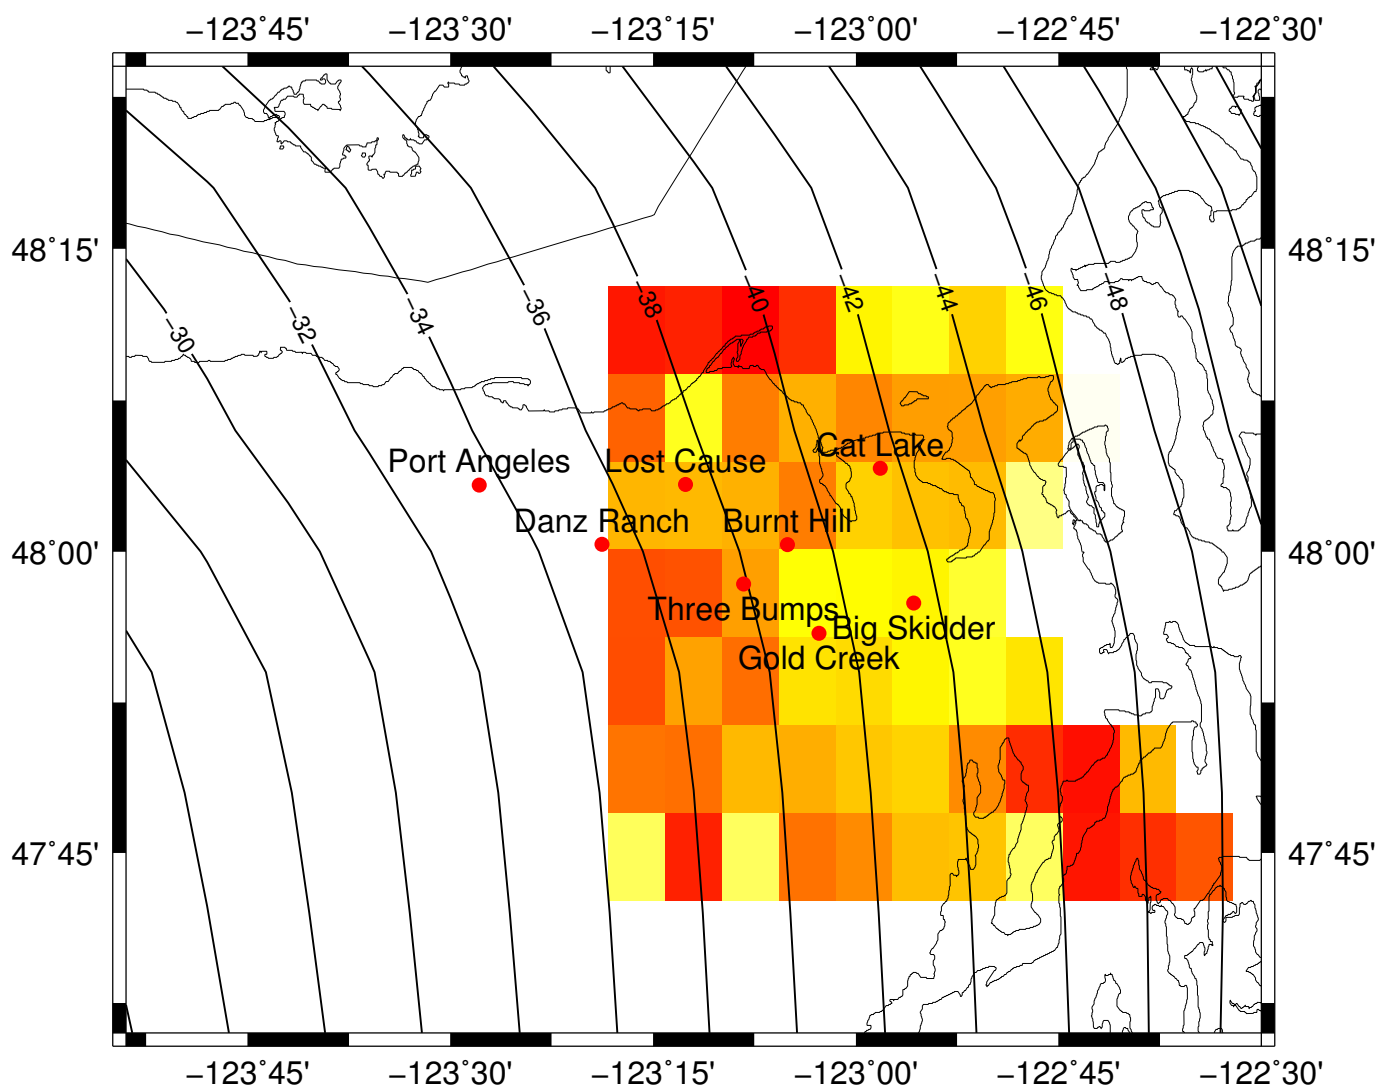 −123˚45' −123˚30' −123˚15' −123˚00' −122˚45' −122˚30'
48˚15' 48˚15'
−30 −32 −34 −36 −38 −40 −42 −44 −46 −48
Cat Lake
Port Angeles Lost Cause
Danz Ranch Burnt Hill
48˚00' 48˚00'
Three Bumps
Big Skidder
Gold Creek
47˚45' 47˚45'
−123˚45' −123˚30' −123˚15' −123˚00' −122˚45' −122˚30'